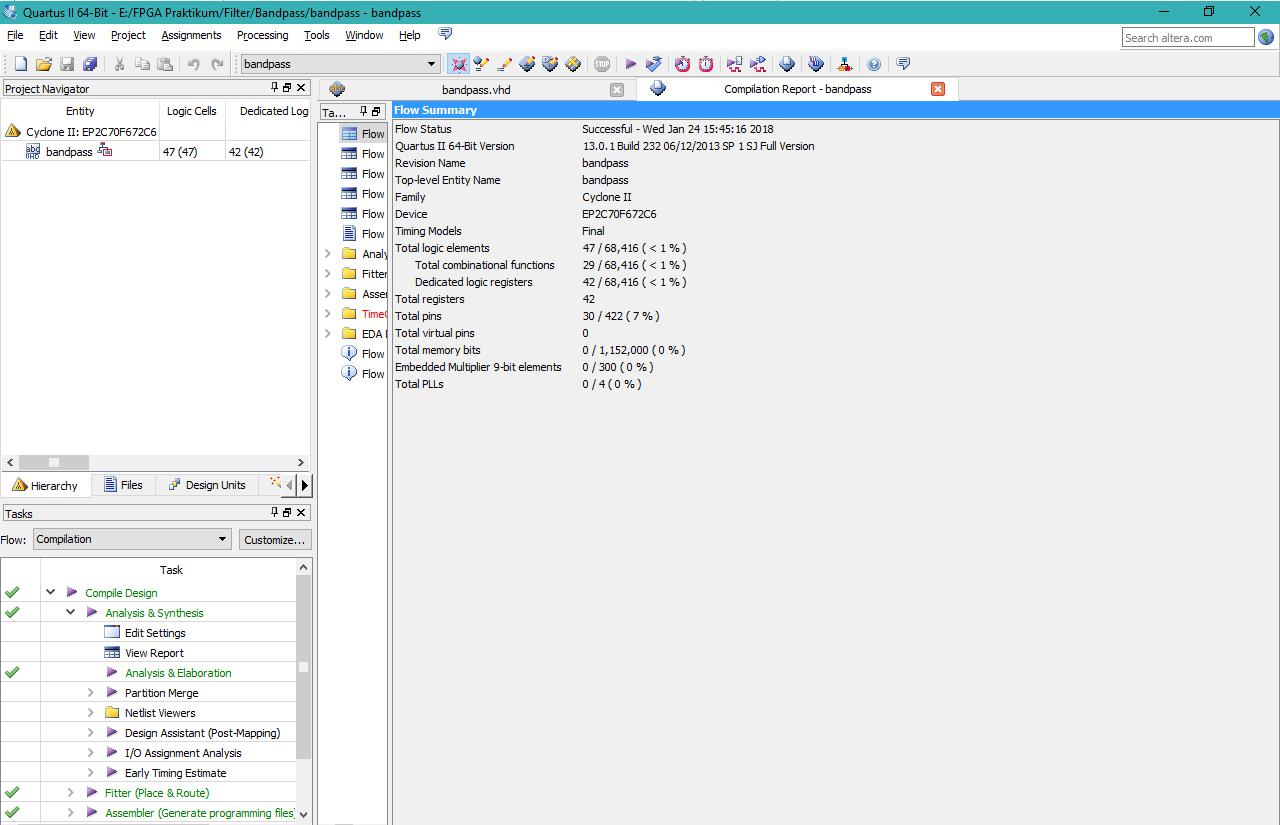 Quartus II 64-Bit - E:/FPGA Praktikum/Filter/Bandpass/bandpass - bandpass
File Edit View Project Assignments Processing Tools Window Help
Search altera.com
bandpass
STOP
Project Navigator
Entity Logic Cells Dedicated Log
Cyclone II: EP2C70F672C6
abd VHD bandpass 47 (47) 42 (42)
Hierarchy Files Design Units
Tasks
Flow: Compilation Customize...
Task
Compile Design
Analysis & Synthesis
Edit Settings
View Report
Analysis & Elaboration
Partition Merge
Netlist Viewers
Design Assistant (Post-Mapping)
I/O Assignment Analysis
Early Timing Estimate
Fitter (Place & Route)
Assembler (Generate programming files)
bandpass.vhd
Compilation Report - bandpass
Ta...
Flow
Flow
Flow
Flow
Flow
Flow
Analy
Fitter
Asser
Time
EDA
Flow
Flow
Flow Summary
Flow Status Successful - Wed Jan 24 15:45:16 2018
Quartus II 64-Bit Version 13.0.1 Build 232 06/12/2013 SP 1 SJ Full Version
Revision Name bandpass
Top-level Entity Name bandpass
Family Cyclone II
Device EP2C70F672C6
Timing Models Final
Total logic elements 47 / 68,416 ( < 1 % )
Total combinational functions 29 / 68,416 ( < 1 % )
Dedicated logic registers 42 / 68,416 ( < 1 % )
Total registers 42
Total pins 30 / 422 ( 7 % )
Total virtual pins 0
Total memory bits 0 / 1,152,000 ( 0 % )
Embedded Multiplier 9-bit elements 0 / 300 ( 0 % )
Total PLLs 0 / 4 ( 0 % )